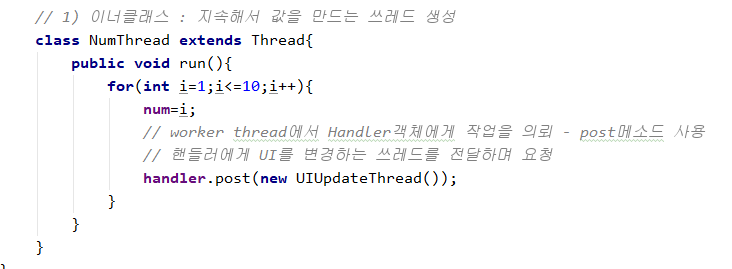 // 1) 이너클래스 : 지속해서 값을 만드는 쓰레드 생성
class NumThread extends Thread{
public void run(){
for(int i=1;i<=10;i++){
num=i;
// worker thread에서 Handler객체에게 작업을 의뢰 - post메소드 사용
// 핸들러에게 UI를 변경하는 쓰레드를 전달하며 요청
handler.post(new UIUpdateThread());
}
}
}